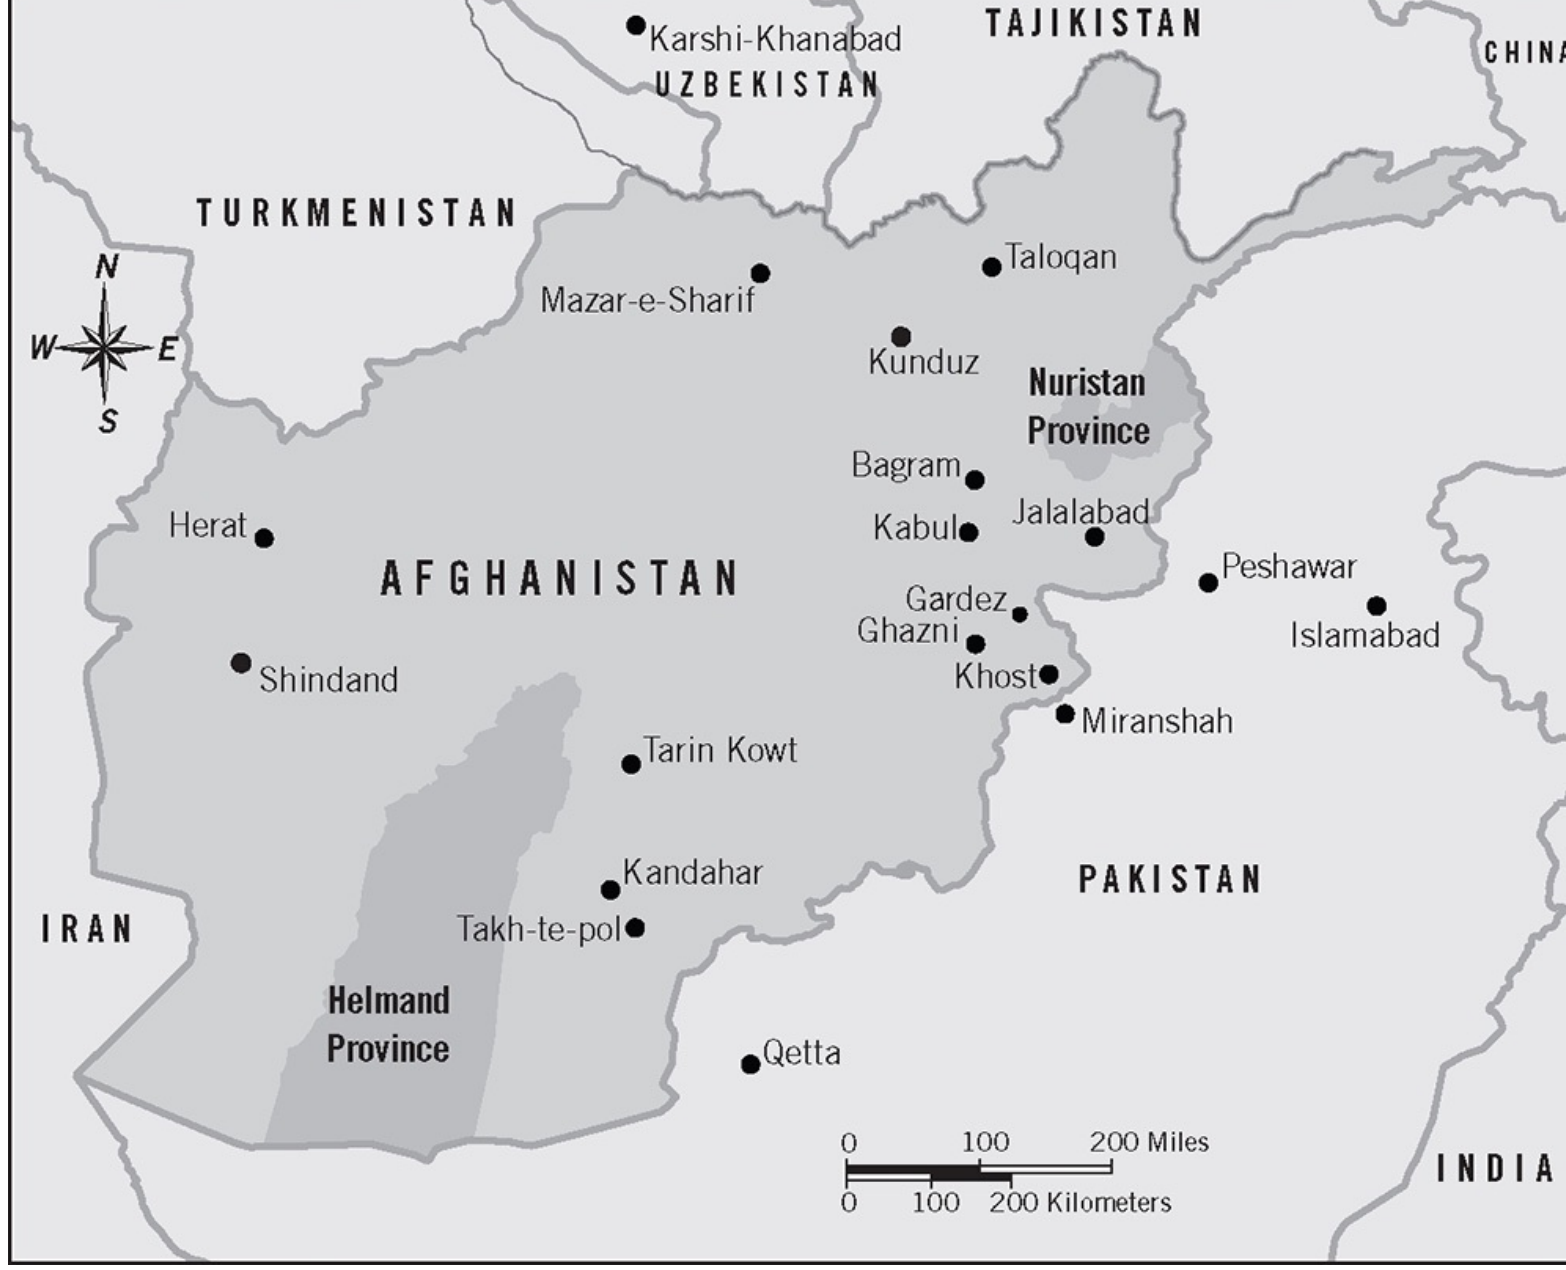 Karshi-Khanabad
UZBEKISTAN
TAJIKISTAN
CHINA
TURKMENISTAN
N
W E
S
Mazar-e-Sharif
Taloqan
Kunduz
Nuristan
Province
Bagram
Kabul
Jalalabad
Herat
AFGHANISTAN
Peshawar
Islamabad
Gardez
Ghazni
Khost
Shindand
Miranshah
Tarin Kowt
Kandahar
Takh-te-pol
PAKISTAN
IRAN
Helmand
Province
Qetta
0 100 200 Miles
0 100 200 Kilometers
INDIA